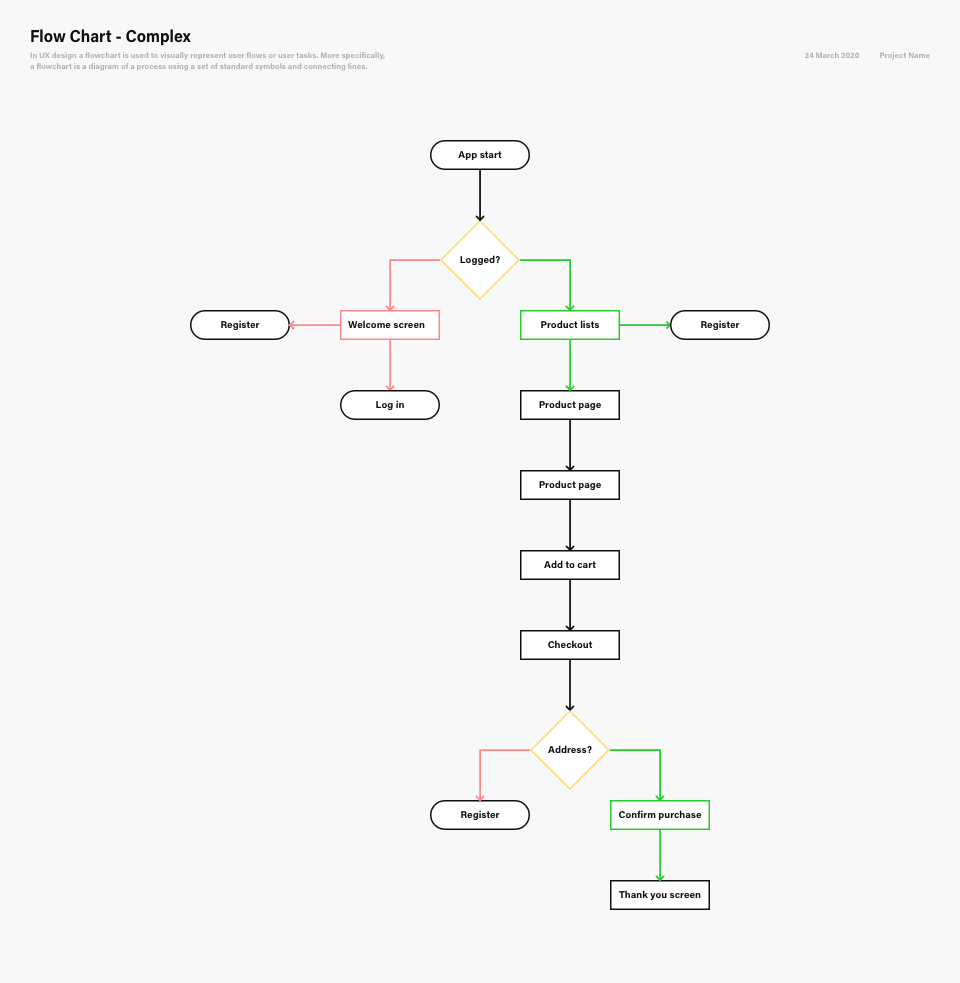 Flow Chart - Complex
In UX design a flowchart is used to visually represent user flows or user tasks. More specifically,
a flowchart is a diagram of a process using a set of standard symbols and connecting lines.
24 March 2020
Project Name
App start
Logged?
Register
Welcome screen
Product lists
Register
Log in
Product page
Product page
Add to cart
Checkout
Address?
Register
Confirm purchase
Thank you screen